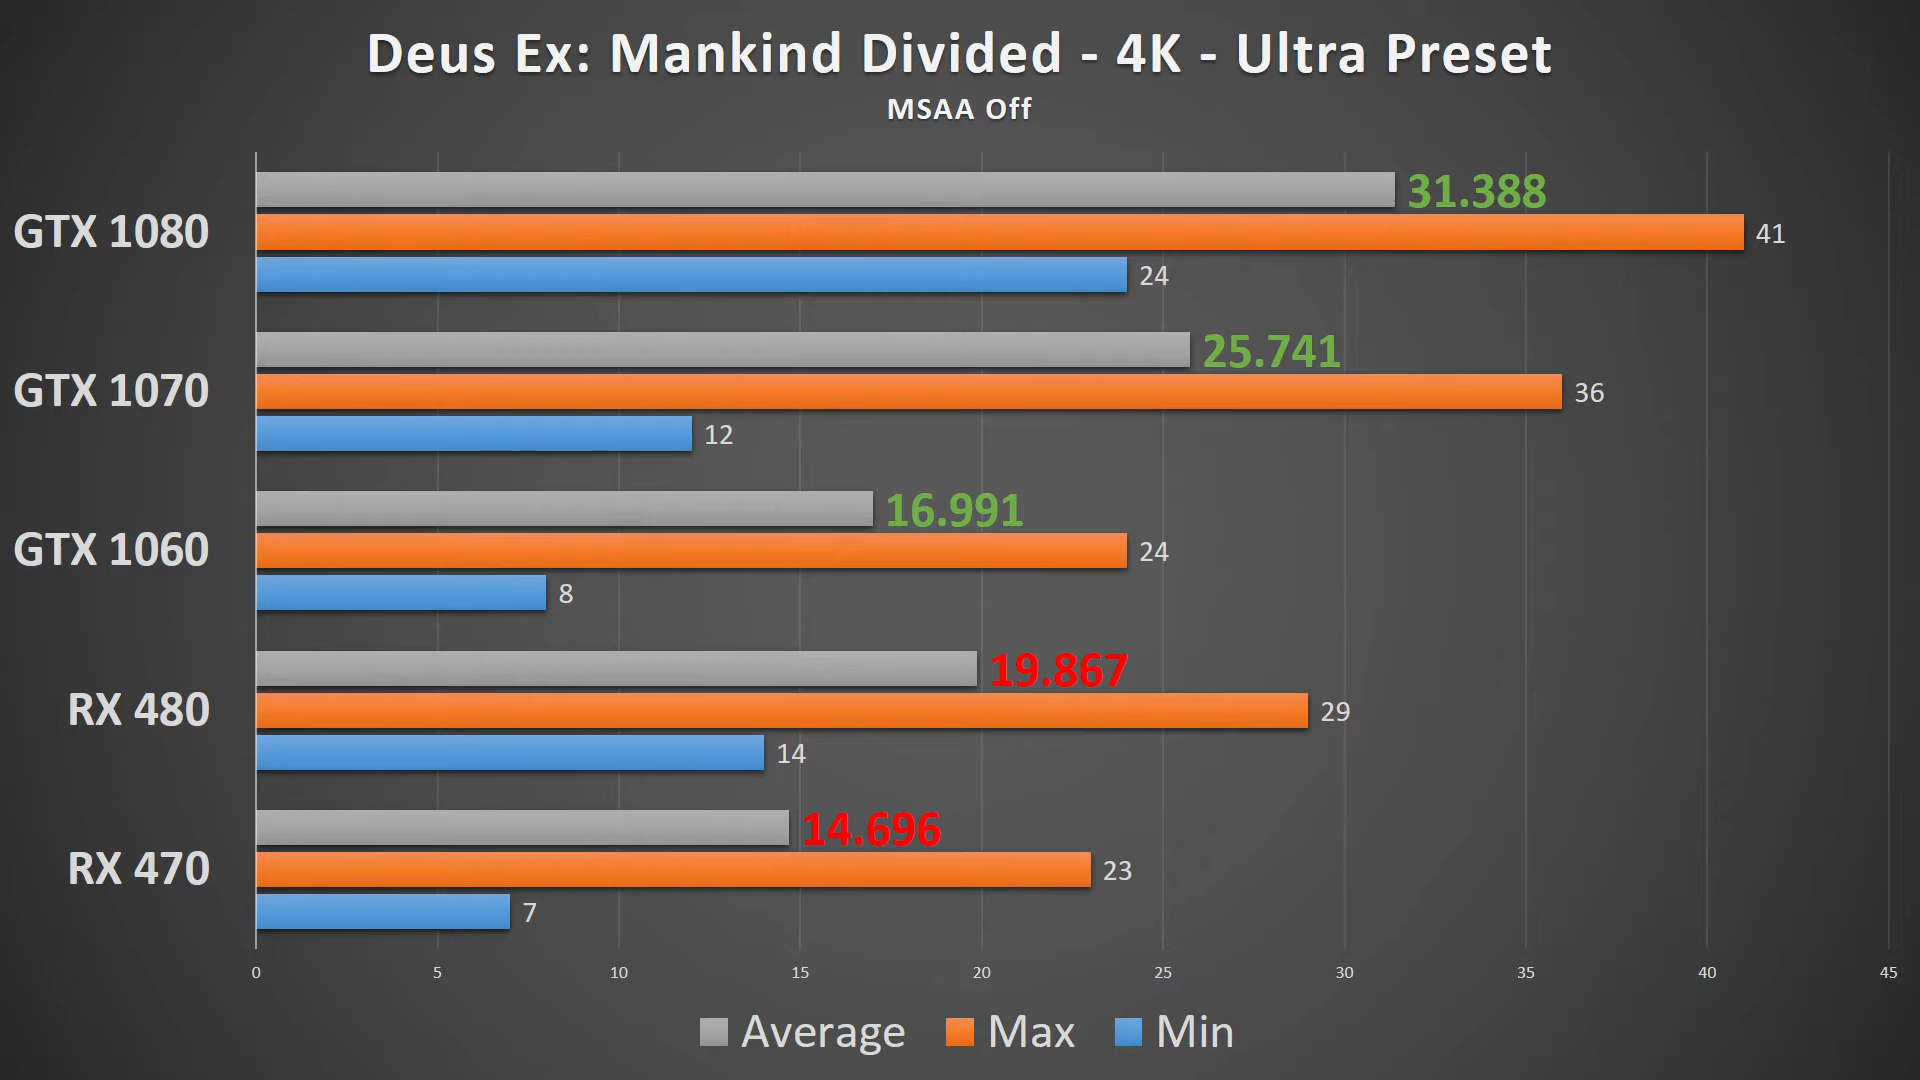 Deus Ex: Mankind Divided - 4K - Ultra Preset
MSAA Off
31.388
GTX 1080
41
24
25.741
GTX 1070
36
12
16.991
GTX 1060
24
8
19.867
RX 480
29
14
14.696
RX 470
23
7
0 5 10 15 20 25 30 35 40 45
Average Max Min